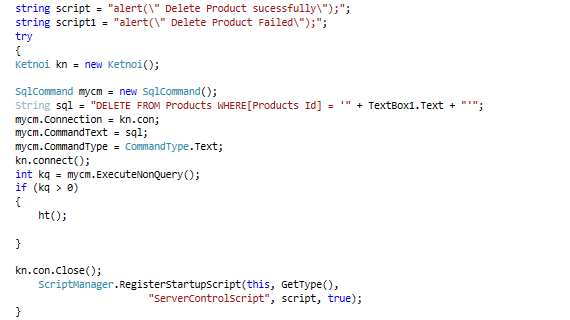 string script = "alert(\" Delete Product sucessfully\");";
string script1 = "alert(\" Delete Product Failed\");";
try
{
Ketnoi kn = new Ketnoi();
SqlCommand mycm = new SqlCommand();
String sql = "DELETE FROM Products WHERE[Products Id] = '" + TextBox1.Text + "'";
mycm.Connection = kn.con;
mycm.CommandText = sql;
mycm.CommandType = CommandType.Text;
kn.connect();
int kq = mycm.ExecuteNonQuery();
if (kq > 0)
{
ht();
}
kn.con.Close();
ScriptManager.RegisterStartupScript(this, GetType(),
"ServerControlScript", script, true);
}